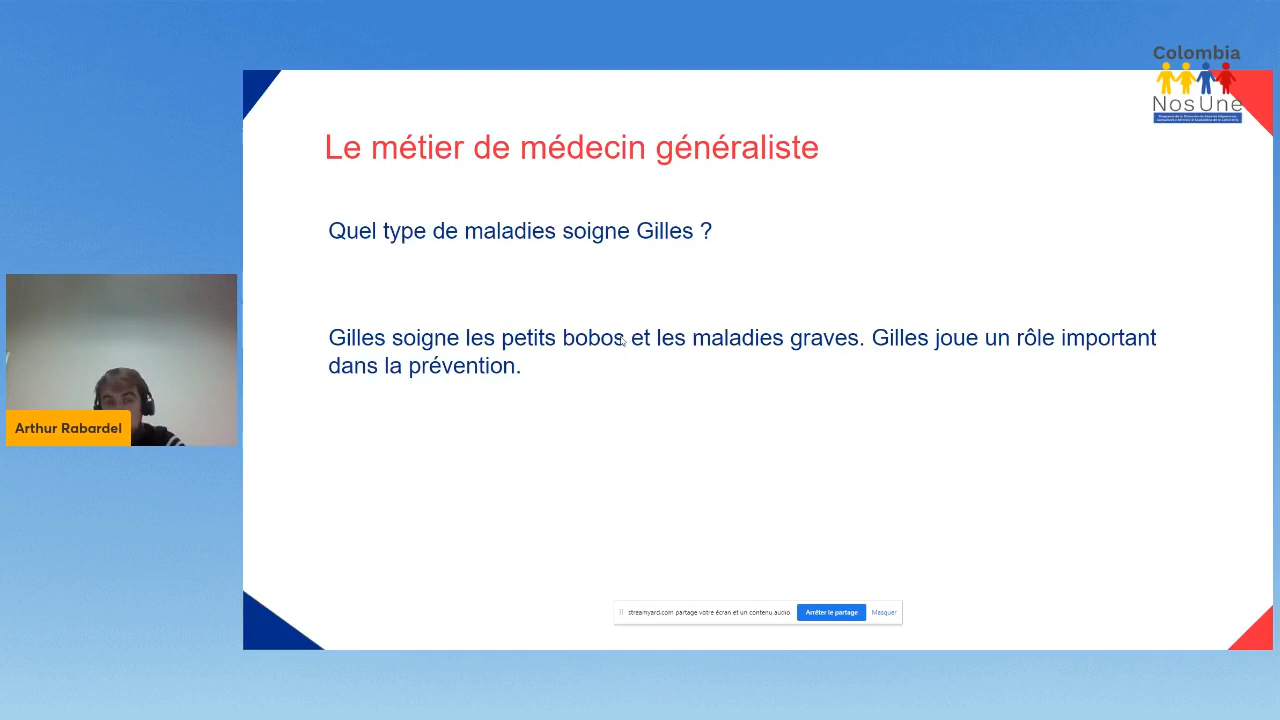 Colombia
NosUne
Le métier de médecin généraliste
Quel type de maladies soigne Gilles ?
Gilles soigne les petits bobos et les maladies graves. Gilles joue un rôle important
dans la prévention.
Arthur Rabardel
streamyard.com partage votre écran et un contenu audio. Arrêter le partage Masquer